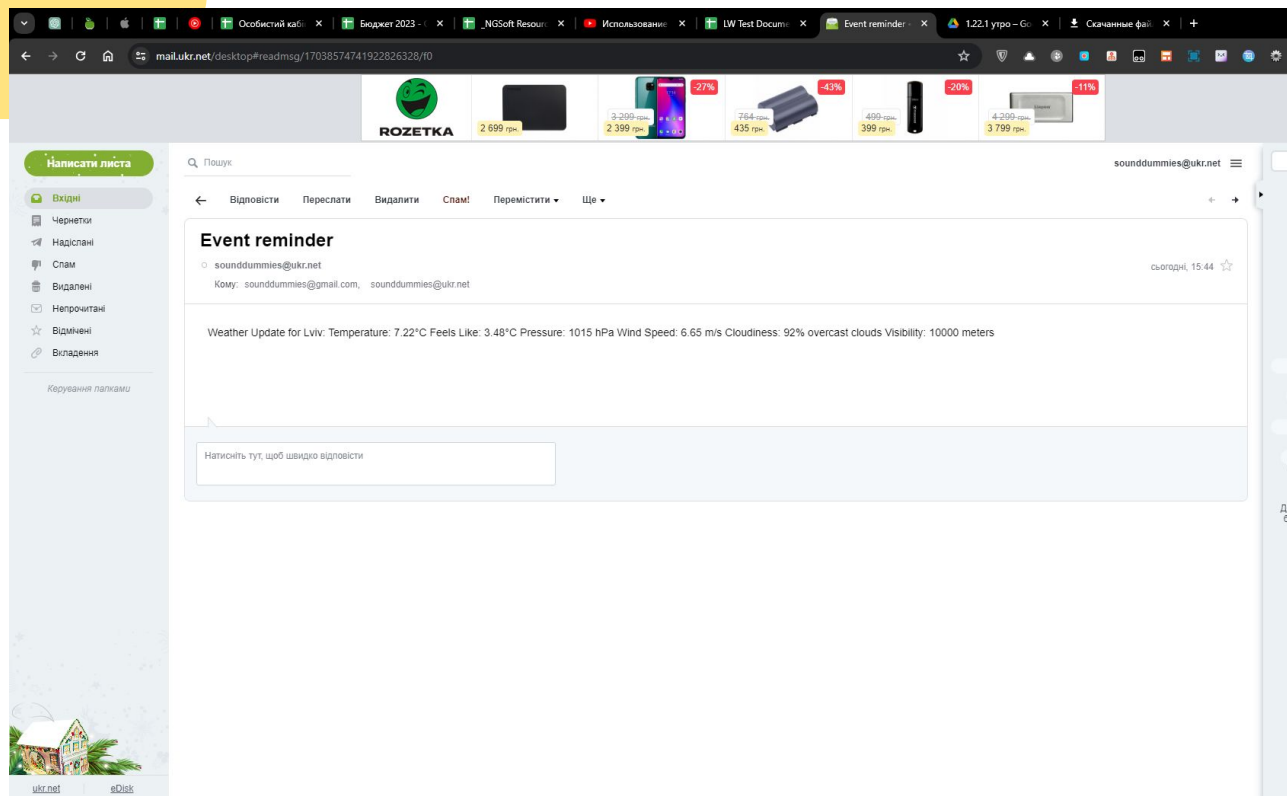 Особистий кабі
Бюджет 2023 - (
_NGSoft Resourc
Использование
LW Test Docume
Event reminder -
1.22.1 утро – Go
Скачанные фай
mail.ukr.net/desktop#readmsg/17038574741922826328/f0
ROZETKA
2 699 грн.
3 299 грн.
2 399 грн.
-27%
764 грн.
435 грн.
-43%
499 грн.
399 грн.
-20%
4 299 грн.
3 799 грн.
-11%
Написати листа
Пошук
sounddummies@ukr.net
Вхідні
Чернетки
Надіслані
Спам
Видалені
Непрочитані
Відмічені
Вкладення
Керування папками
Відповісти Переслати Видалити Спам! Перемістити Ще
Event reminder
sounddummies@ukr.net
сьогодні, 15:44
Кому: sounddummies@gmail.com, sounddummies@ukr.net
Weather Update for Lviv: Temperature: 7.22°C Feels Like: 3.48°C Pressure: 1015 hPa Wind Speed: 6.65 m/s Cloudiness: 92% overcast clouds Visibility: 10000 meters
Натисніть тут, щоб швидко відповісти
ukr.net eDisk